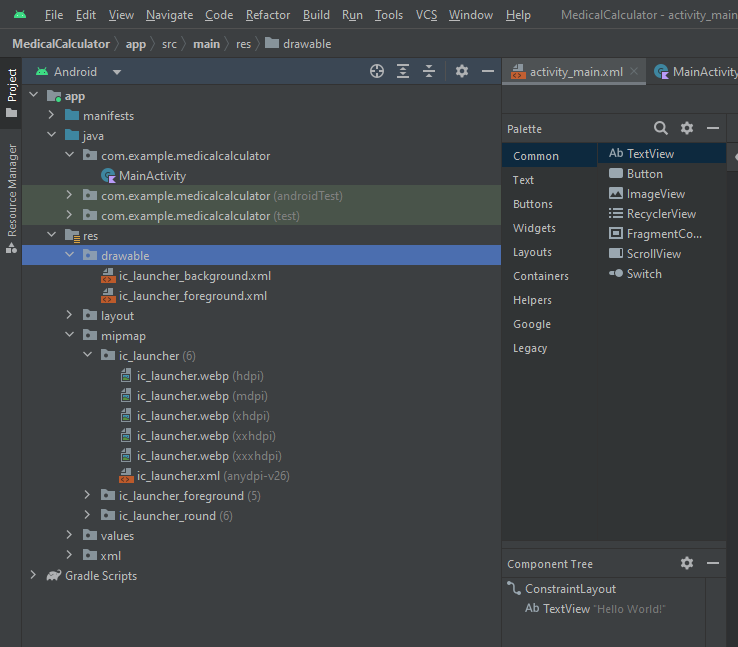 File Edit View Navigate Code Refactor Build Run Tools VCS Window Help MedicalCalculator - activity_main
MedicalCalculator app src main res drawable
Project
Resource Manager
Android
app
manifests
java
com.example.medicalcalculator
MainActivity
com.example.medicalcalculator (androidTest)
com.example.medicalcalculator (test)
res
drawable
ic_launcher_background.xml
ic_launcher_foreground.xml
layout
mipmap
ic_launcher (6)
ic_launcher.webp (hdpi)
ic_launcher.webp (mdpi)
ic_launcher.webp (xhdpi)
ic_launcher.webp (xxhdpi)
ic_launcher.webp (xxxhdpi)
ic_launcher.xml (anydpi-v26)
ic_launcher_foreground (5)
ic_launcher_round (6)
values
xml
Gradle Scripts
activity_main.xml MainActivity
Palette
Common
Text
Buttons
Widgets
Layouts
Containers
Helpers
Google
Legacy
Ab TextView
Button
ImageView
RecyclerView
FragmentCo...
ScrollView
Switch
Component Tree
ConstraintLayout
Ab TextView "Hello World!"